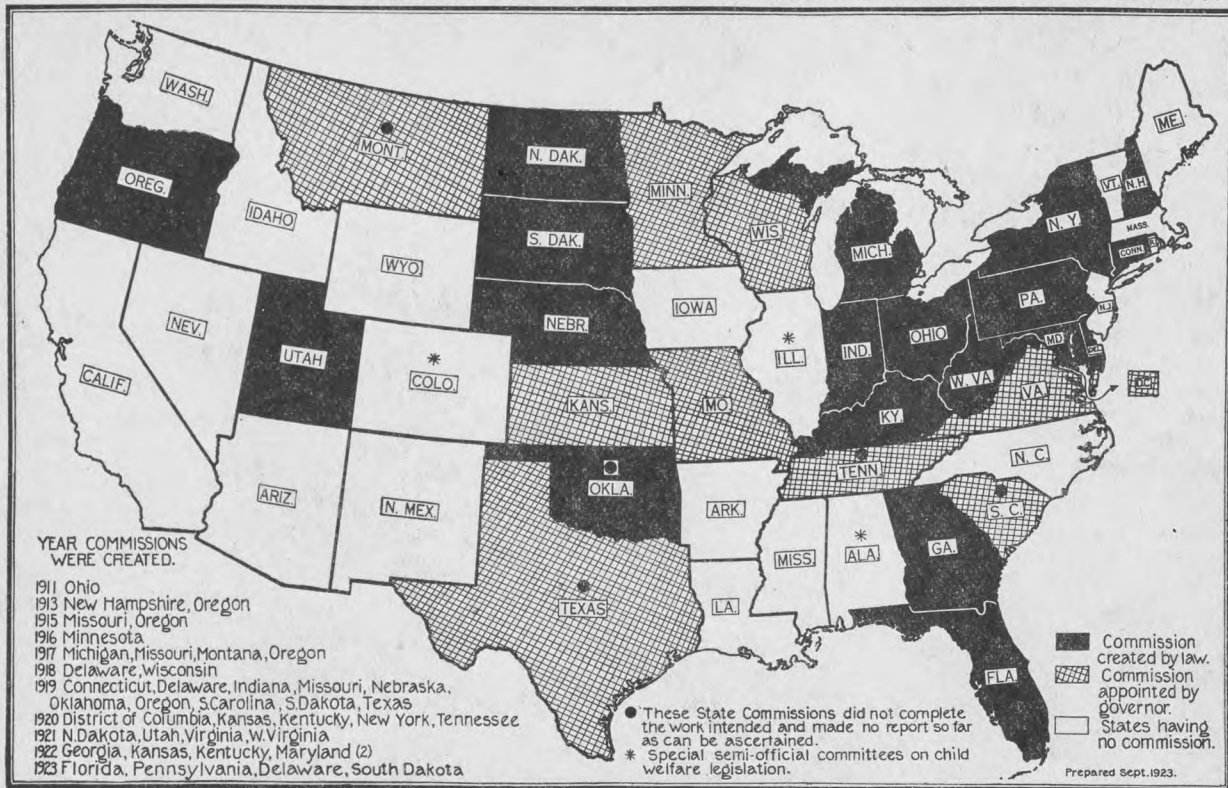 WASH.
OREG.
IDAHO
MONT.
WYO.
NEV.
UTAH
COLO.
CALIF.
ARIZ.
N. MEX.
N. DAK.
S. DAK.
NEBR.
KANS.
OKLA.
TEXAS
MINN.
WIS.
IOWA
MO.
ILL.
ARK.
LA.
MICH.
IND.
OHIO
KY.
TENN.
MISS.
ALA.
GA.
FLA.
S. C.
N. C.
VA.
W. VA.
MD.
DEL.
D.C.
PA.
N. Y.
N.J.
CONN.
R.I.
MASS.
VT.
N.H.
ME.
YEAR COMMISSIONS
WERE CREATED.
1911 Ohio
1913 New Hampshire, Oregon
1915 Missouri, Oregon
1916 Minnesota
1917 Michigan, Missouri, Montana, Oregon
1918 Delaware, Wisconsin
1919 Connecticut, Delaware, Indiana, Missouri, Nebraska,
Oklahoma, Oregon, S.Carolina, S.Dakota, Texas
1920 District of Columbia, Kansas, Kentucky, New York, Tennessee
1921 N.Dakota, Utah, Virginia, W.Virginia
1922 Georgia, Kansas, Kentucky, Maryland (2)
1923 Florida, Pennsylvania, Delaware, South Dakota
● These State Commissions did not complete
the work intended and made no report so far
as can be ascertained.
* Special semi-official committees on child
welfare legislation.
Commission
created by law.
Commission
appointed by
governor.
States having
no commission.
Prepared Sept. 1923.